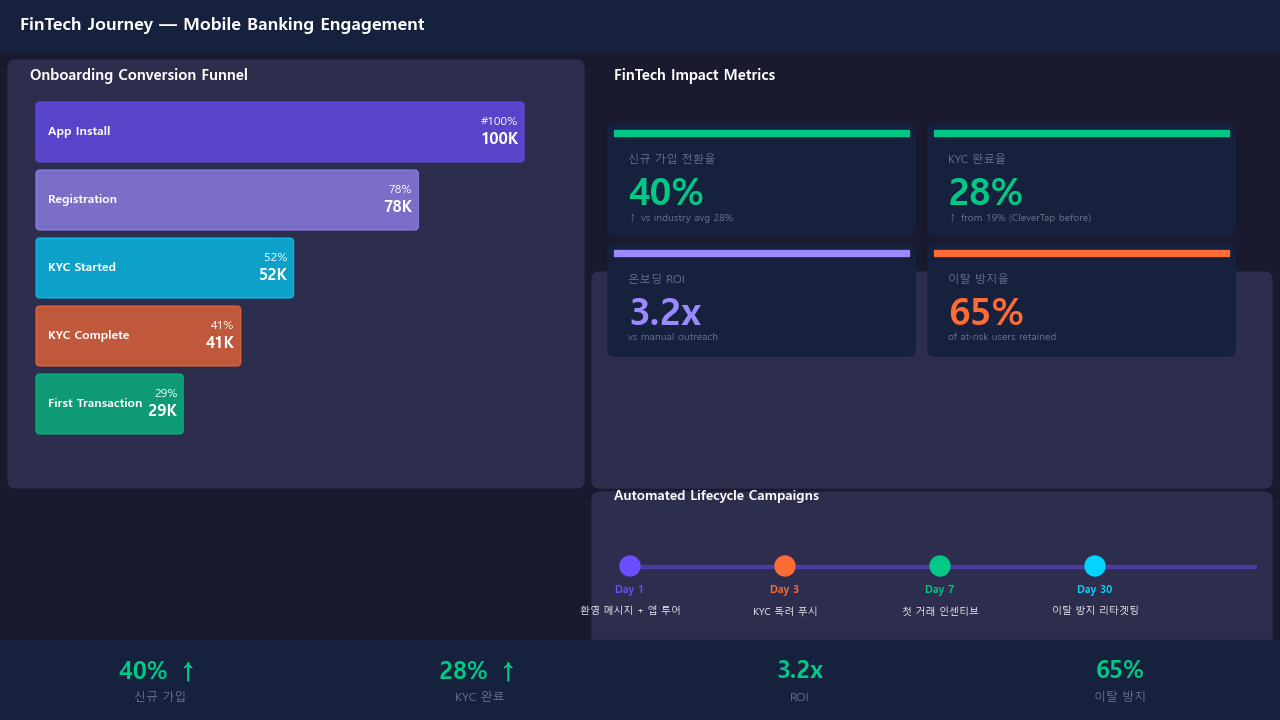 FinTech Journey — Mobile Banking Engagement
Onboarding Conversion Funnel
App Install
#100%
100K
Registration
78%
78K
KYC Started
52%
52K
KYC Complete
41%
41K
First Transaction
29%
29K
FinTech Impact Metrics
신규 가입 전환율
40%
↑ vs industry avg 28%
KYC 완료율
28%
↑ from 19% (CleverTap before)
온보딩 ROI
3.2x
vs manual outreach
이탈 방지율
65%
of at-risk users retained
Automated Lifecycle Campaigns
Day 1
환영 메시지 + 앱 투어
Day 3
KYC 독려 푸시
Day 7
첫 거래 인센티브
Day 30
이탈 방지 리타겟팅
40% ↑
신규 가입
28% ↑
KYC 완료
3.2x
ROI
65%
이탈 방지